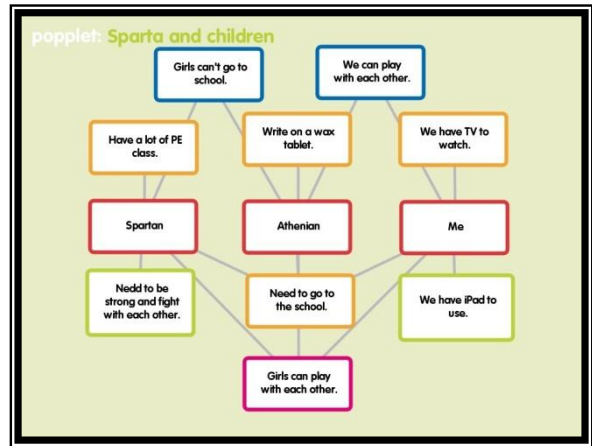 popplet: Sparta and children
Girls can't go to
school.
We can play
with each other.
Have a lot of PE
class.
Write on a wax
tablet.
We have TV to
watch.
Spartan
Athenian
Me
Nedd to be
strong and fight
with each other.
Need to go to
the school.
We have iPad to
use.
Girls can play
with each other.